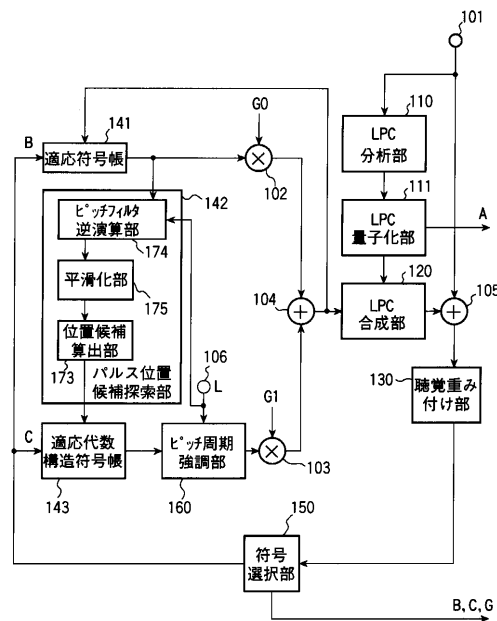 101
110
LPC
分析部
111
LPC
量子化部
A
120
LPC
合成部
105
130
聴覚重み
付け部
B
141
適応符号帳
G0
102
142
ﾋﾟｯﾁﾌｨﾙﾀ
逆演算部
174
平滑化部
175
位置候補
算出部
173
パルス位置
候補探索部
104
106
L
G1
103
C
適応代数
構造符号帳
143
ピッチ周期
強調部
160
150
符号
選択部
B, C, G